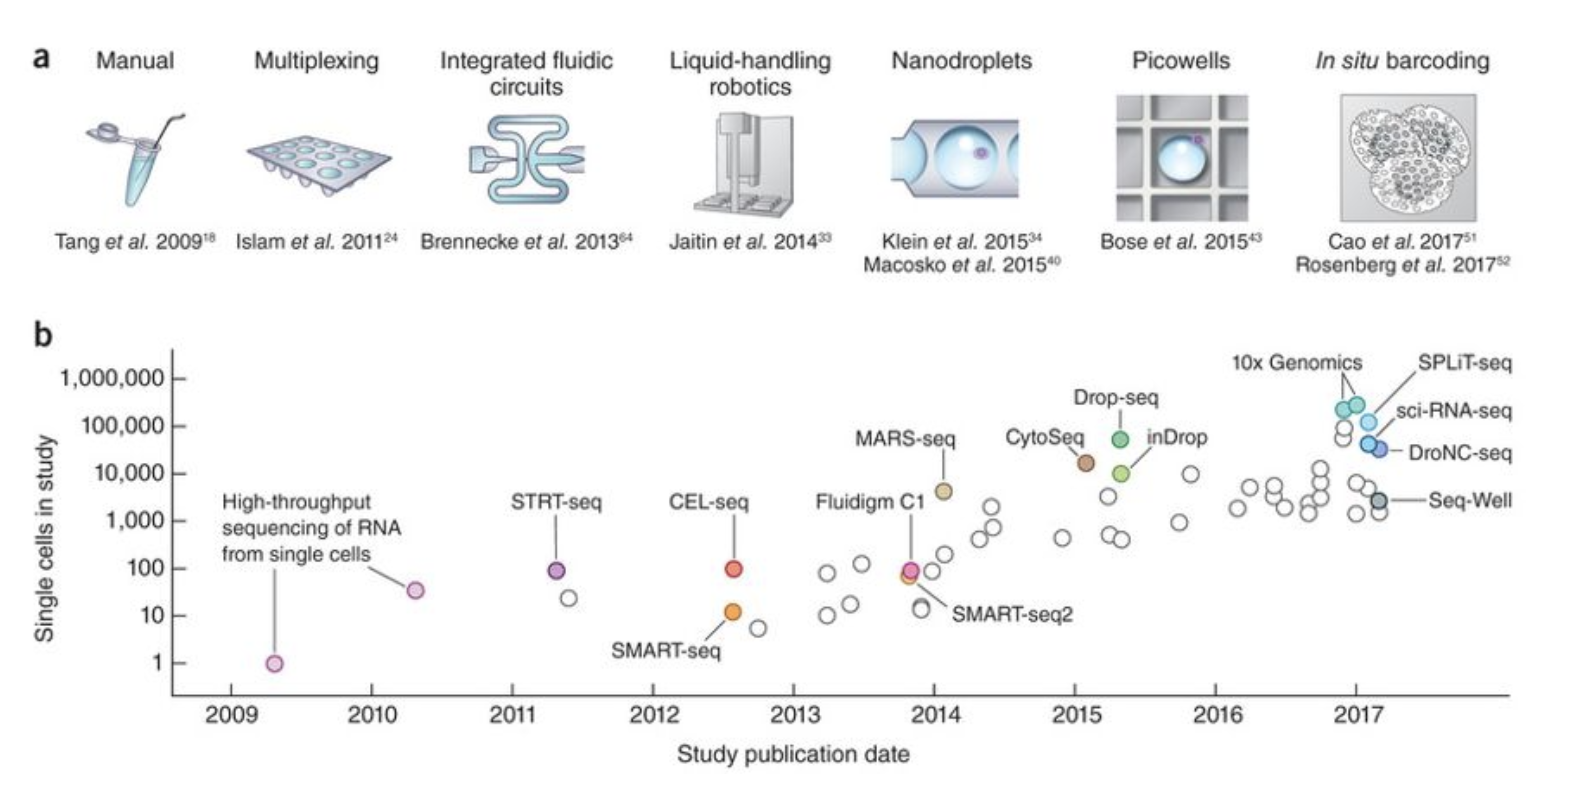 a
Manual
Multiplexing
Integrated fluidic
circuits
Liquid-handling
robotics
Nanodroplets
Picowells
In situ barcoding
Tang et al. 2009¹⁸
Islam et al. 2011²⁴
Brennecke et al. 2013⁶⁴
Jaitin et al. 2014³³
Klein et al. 2015³⁴
Macosko et al. 2015⁴⁰
Bose et al. 2015⁴³
Cao et al. 2017⁵¹
Rosenberg et al. 2017⁵²
b
Single cells in study
1,000,000
100,000
10,000
1,000
100
10
1
High-throughput
sequencing of RNA
from single cells
STRT-seq
CEL-seq
SMART-seq
Fluidigm C1
SMART-seq2
MARS-seq
CytoSeq
Drop-seq
inDrop
10x Genomics
SPLiT-seq
sci-RNA-seq
DroNC-seq
Seq-Well
2009
2010
2011
2012
2013
2014
2015
2016
2017
Study publication date